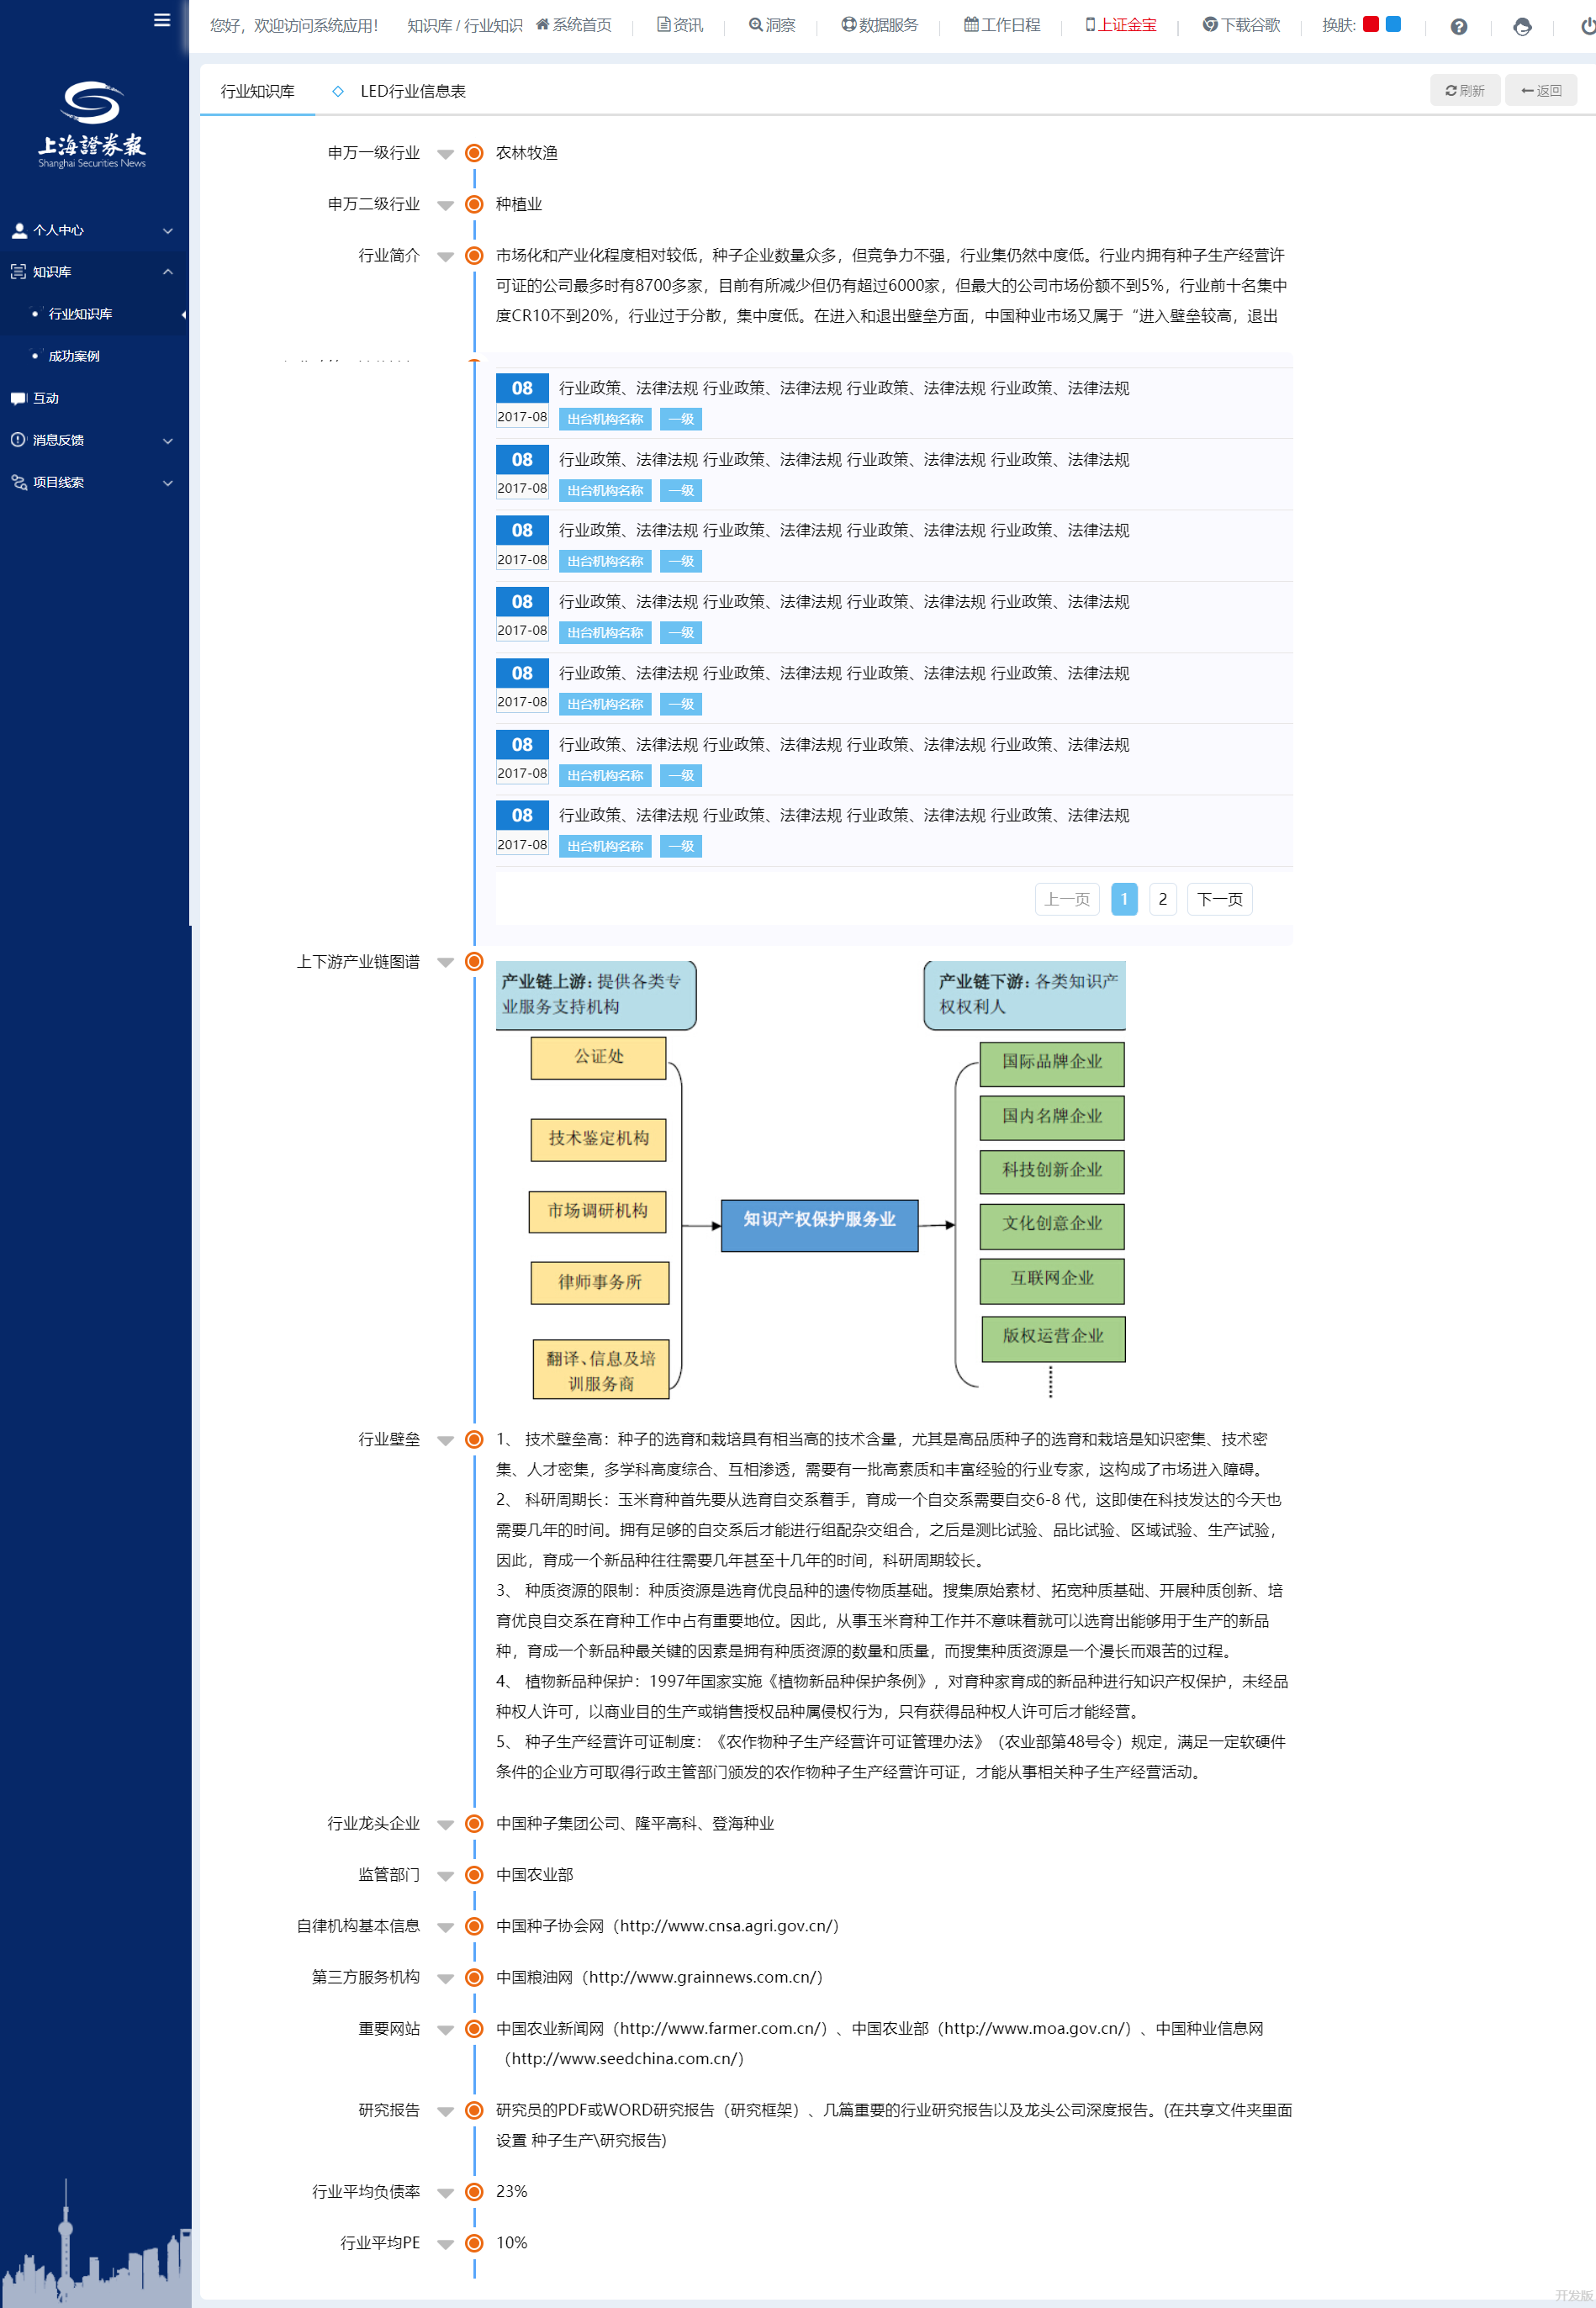 您好，欢迎访问系统应用！ 知识库 / 行业知识 系统首页 资讯 洞察 数据服务 工作日程 上证金宝 下载谷歌 换肤:
上海證券報
Shanghai Securities News
个人中心
知识库
行业知识库
成功案例
互动
消息反馈
项目线索
行业知识库 LED行业信息表 刷新 返回
申万一级行业 农林牧渔
申万二级行业 种植业
行业简介 市场化和产业化程度相对较低，种子企业数量众多，但竞争力不强，行业集仍然中度低。行业内拥有种子生产经营许
可证的公司最多时有8700多家，目前有所减少但仍有超过6000家，但最大的公司市场份额不到5%，行业前十名集中
度CR10不到20%，行业过于分散，集中度低。在进入和退出壁垒方面，中国种业市场又属于“进入壁垒较高，退出
08 行业政策、法律法规 行业政策、法律法规 行业政策、法律法规 行业政策、法律法规
2017-08 出台机构名称 一级
08 行业政策、法律法规 行业政策、法律法规 行业政策、法律法规 行业政策、法律法规
2017-08 出台机构名称 一级
08 行业政策、法律法规 行业政策、法律法规 行业政策、法律法规 行业政策、法律法规
2017-08 出台机构名称 一级
08 行业政策、法律法规 行业政策、法律法规 行业政策、法律法规 行业政策、法律法规
2017-08 出台机构名称 一级
08 行业政策、法律法规 行业政策、法律法规 行业政策、法律法规 行业政策、法律法规
2017-08 出台机构名称 一级
08 行业政策、法律法规 行业政策、法律法规 行业政策、法律法规 行业政策、法律法规
2017-08 出台机构名称 一级
08 行业政策、法律法规 行业政策、法律法规 行业政策、法律法规 行业政策、法律法规
2017-08 出台机构名称 一级
上一页 1 2 下一页
上下游产业链图谱
产业链上游：提供各类专
业服务支持机构
公证处
技术鉴定机构
市场调研机构
律师事务所
翻译、信息及培
训服务商
知识产权保护服务业
产业链下游：各类知识产
权权利人
国际品牌企业
国内名牌企业
科技创新企业
文化创意企业
互联网企业
版权运营企业
行业壁垒 1、 技术壁垒高：种子的选育和栽培具有相当高的技术含量，尤其是高品质种子的选育和栽培是知识密集、技术密
集、人才密集，多学科高度综合、互相渗透，需要有一批高素质和丰富经验的行业专家，这构成了市场进入障碍。
2、 科研周期长：玉米育种首先要从选育自交系着手，育成一个自交系需要自交6-8 代，这即使在科技发达的今天也
需要几年的时间。拥有足够的自交系后才能进行组配杂交组合，之后是测比试验、品比试验、区域试验、生产试验，
因此，育成一个新品种往往需要几年甚至十几年的时间，科研周期较长。
3、 种质资源的限制：种质资源是选育优良品种的遗传物质基础。搜集原始素材、拓宽种质基础、开展种质创新、培
育优良自交系在育种工作中占有重要地位。因此，从事玉米育种工作并不意味着就可以选育出能够用于生产的新品
种，育成一个新品种最关键的因素是拥有种质资源的数量和质量，而搜集种质资源是一个漫长而艰苦的过程。
4、 植物新品种保护：1997年国家实施《植物新品种保护条例》，对育种家育成的新品种进行知识产权保护，未经品
种权人许可，以商业目的生产或销售授权品种属侵权行为，只有获得品种权人许可后才能经营。
5、 种子生产经营许可证制度：《农作物种子生产经营许可证管理办法》（农业部第48号令）规定，满足一定软硬件
条件的企业方可取得行政主管部门颁发的农作物种子生产经营许可证，才能从事相关种子生产经营活动。
行业龙头企业 中国种子集团公司、隆平高科、登海种业
监管部门 中国农业部
自律机构基本信息 中国种子协会网（http://www.cnsa.agri.gov.cn/）
第三方服务机构 中国粮油网（http://www.grainnews.com.cn/）
重要网站 中国农业新闻网（http://www.farmer.com.cn/）、中国农业部（http://www.moa.gov.cn/）、中国种业信息网
（http://www.seedchina.com.cn/）
研究报告 研究员的PDF或WORD研究报告（研究框架）、几篇重要的行业研究报告以及龙头公司深度报告。(在共享文件夹里面
设置 种子生产\研究报告)
行业平均负债率 23%
行业平均PE 10%
开发版